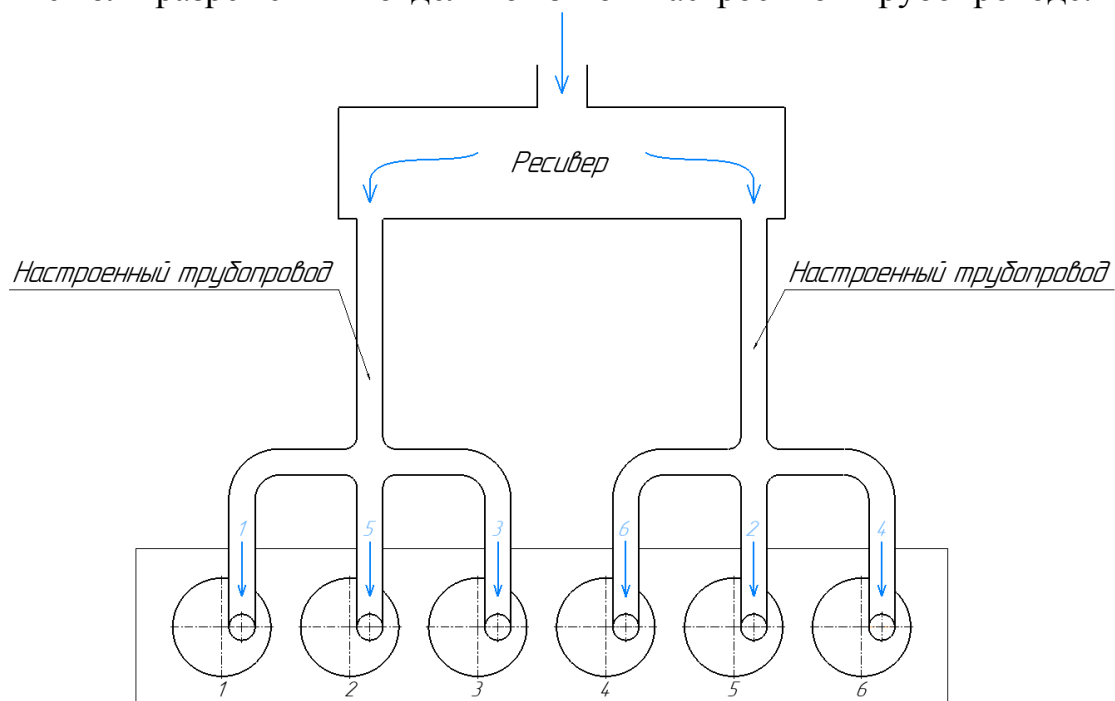 Ресивер
Настроенный трубопровод
Настроенный трубопровод
1 5 3 6 2 4
1 2 3 4 5 6